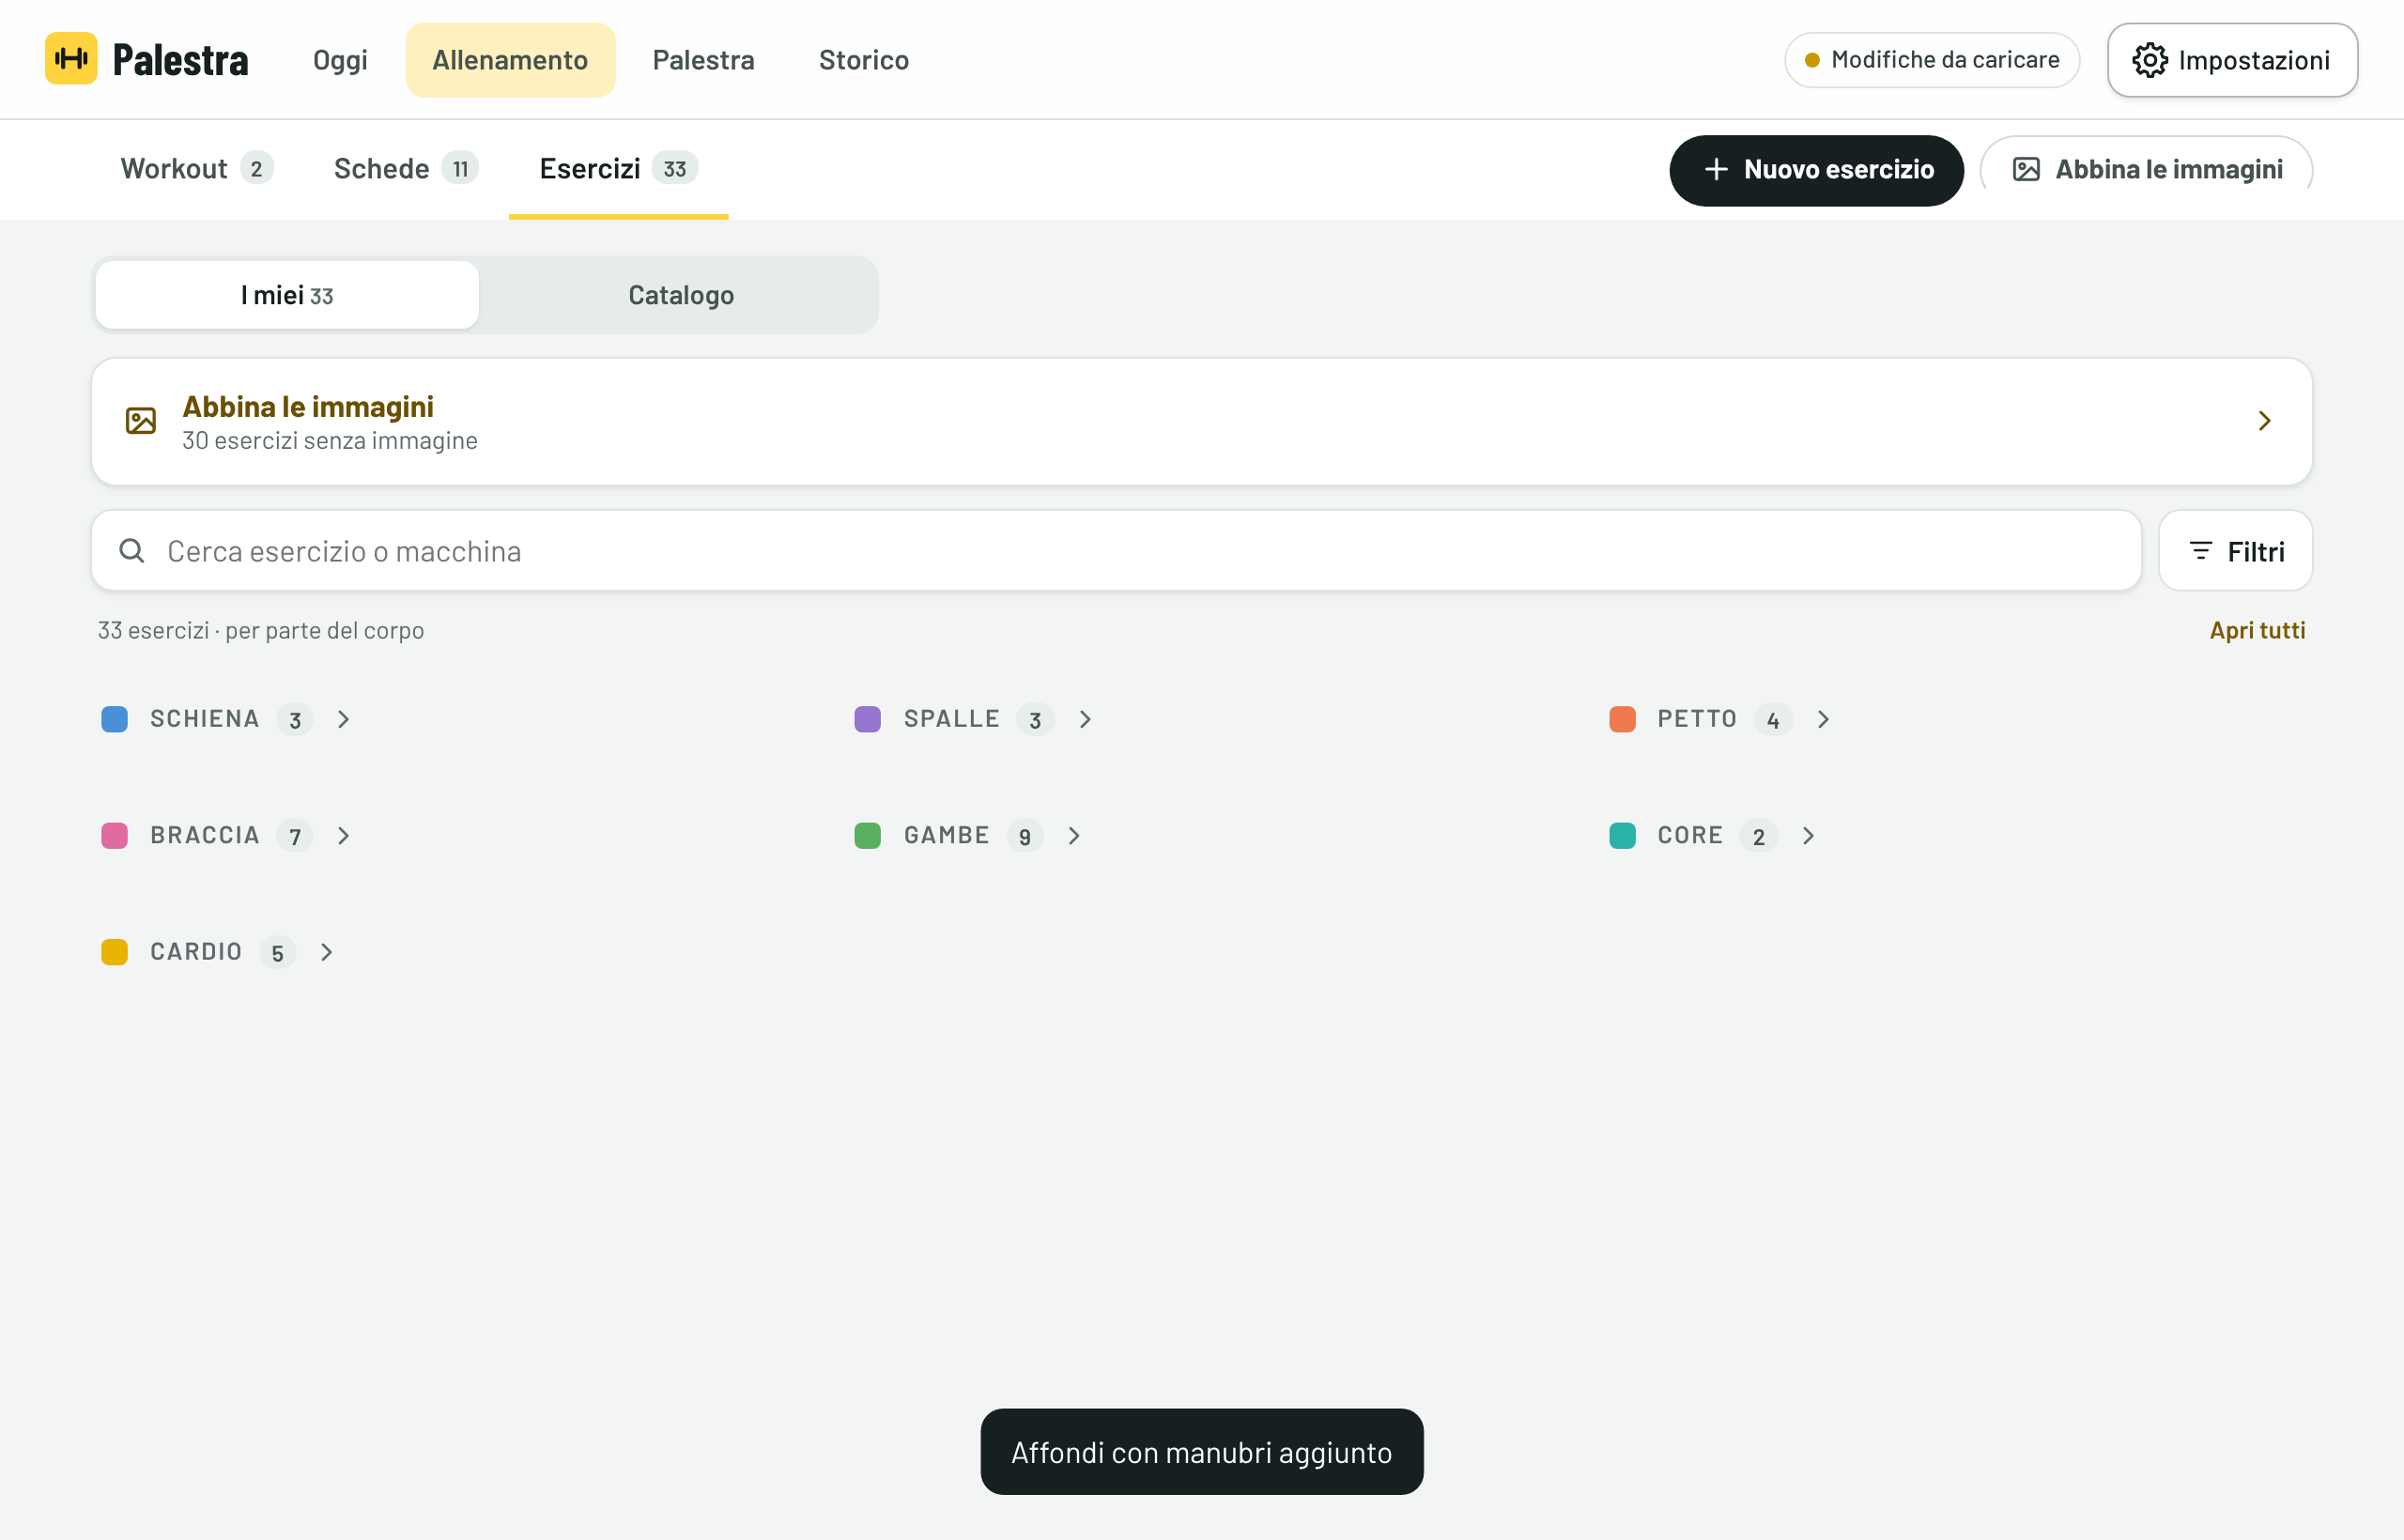 Palestra
Oggi
Allenamento
Palestra
Storico
Modifiche da caricare
Impostazioni
Workout 2
Schede 11
Esercizi 33
Nuovo esercizio
Abbina le immagini
I miei 33
Catalogo
Abbina le immagini
30 esercizi senza immagine
Cerca esercizio o macchina
Filtri
33 esercizi · per parte del corpo
Apri tutti
SCHIENA 3
SPALLE 3
PETTO 4
BRACCIA 7
GAMBE 9
CORE 2
CARDIO 5
Affondi con manubri aggiunto